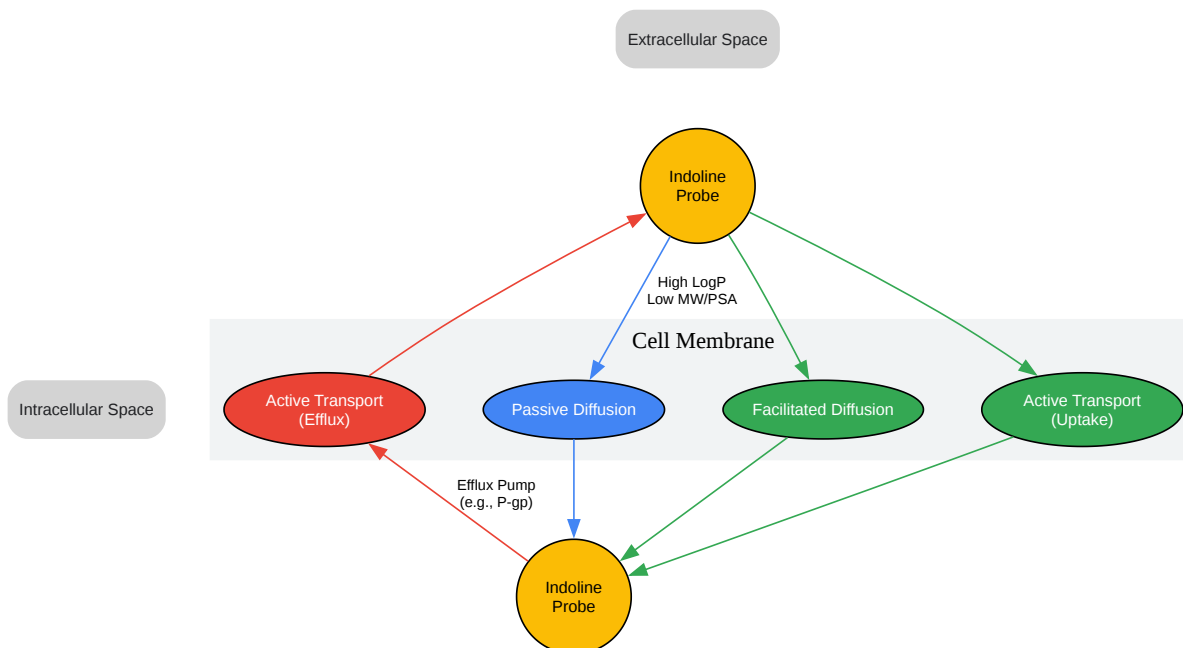 Extracellular Space
Indoline
Probe
High LogP
Low MW/PSA
Cell Membrane
Intracellular Space
Active Transport
(Efflux)
Passive Diffusion
Facilitated Diffusion
Active Transport
(Uptake)
Efflux Pump
(e.g., P-gp)
Indoline
Probe